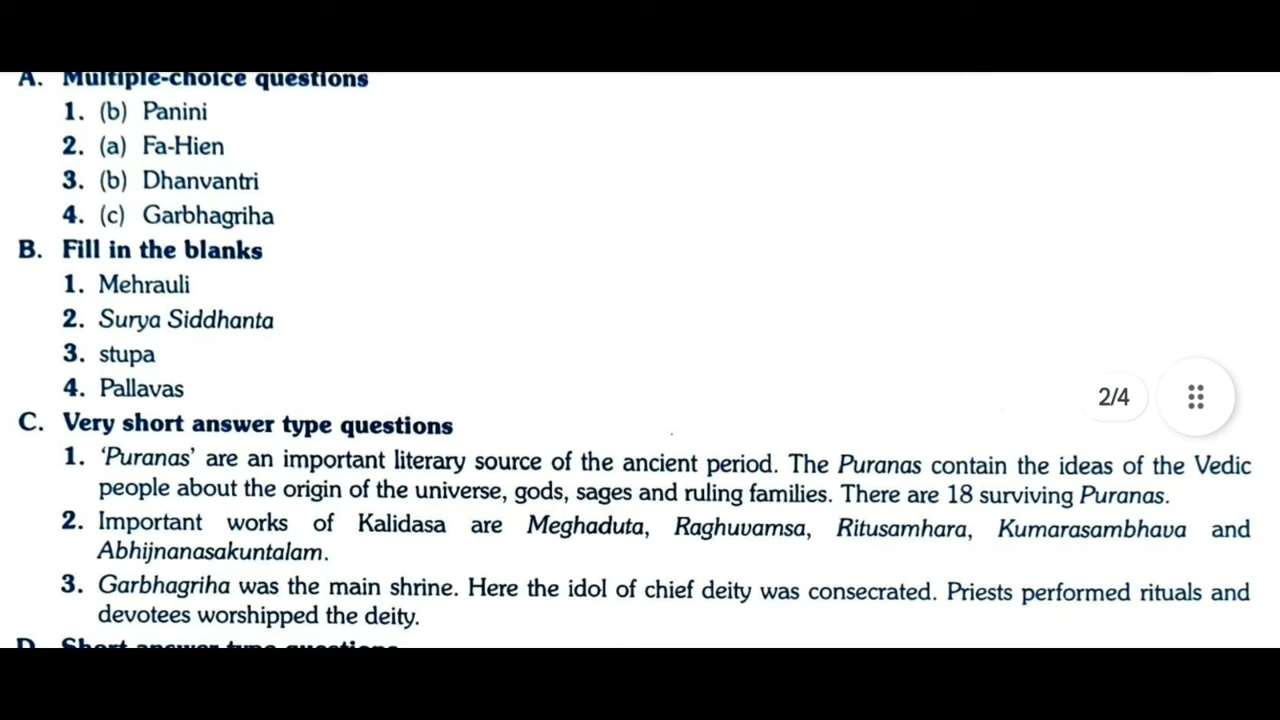 A. Multiple-choice questions
1. (b) Panini
2. (a) Fa-Hien
3. (b) Dhanvantri
4. (c) Garbhagriha
B. Fill in the blanks
1. Mehrauli
2. Surya Siddhanta
3. stupa
4. Pallavas
2/4
C. Very short answer type questions
1. ‘Puranas’ are an important literary source of the ancient period. The Puranas contain the ideas of the Vedic
people about the origin of the universe, gods, sages and ruling families. There are 18 surviving Puranas.
2. Important works of Kalidasa are Meghaduta, Raghuvamsa, Ritusamhara, Kumarasambhava and
Abhijnanasakuntalam.
3. Garbhagriha was the main shrine. Here the idol of chief deity was consecrated. Priests performed rituals and
devotees worshipped the deity.
D. Short answer type questions